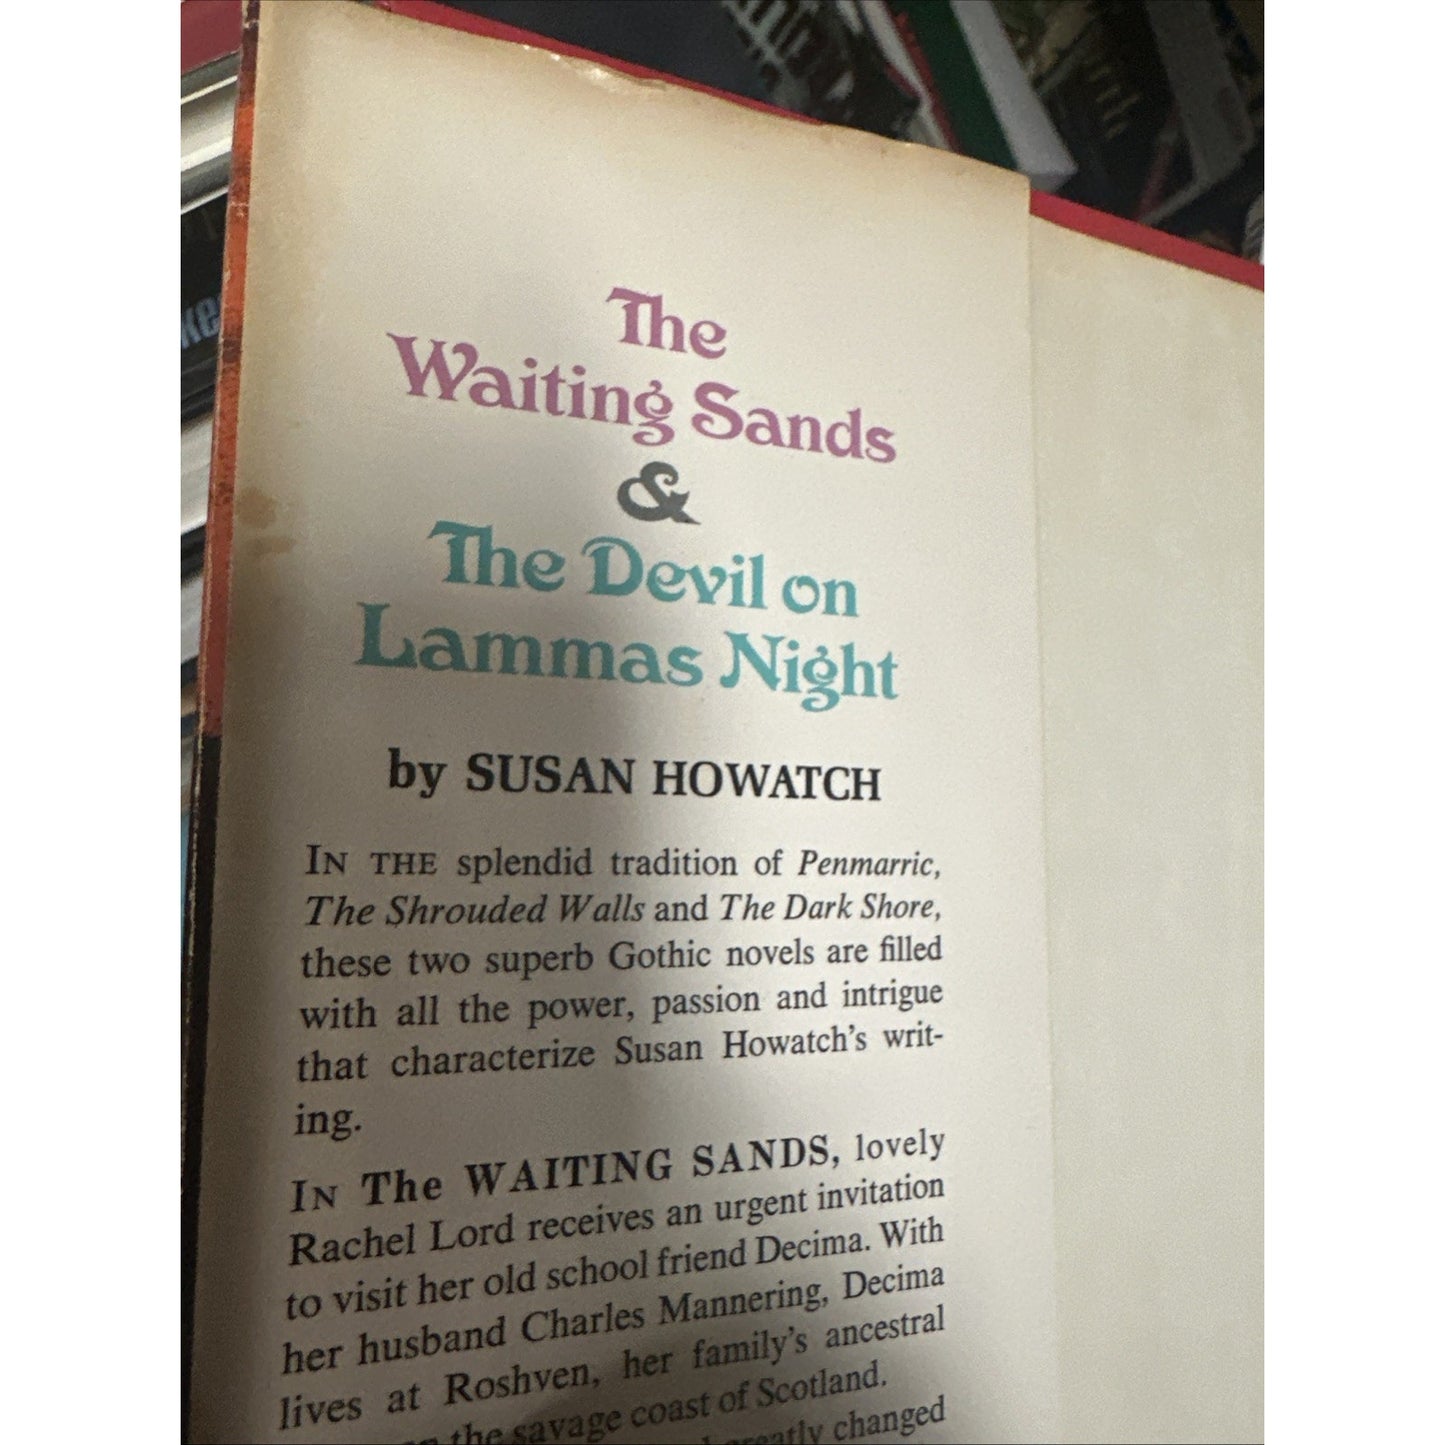 The
Waiting Sands
&
The Devil on
Lammas Night
by SUSAN HOWATCH
IN THE splendid tradition of Penmarric,
The Shrouded Walls and The Dark Shore,
these two superb Gothic novels are filled
with all the power, passion and intrigue
that characterize Susan Howatch's writ-
ing.
IN The WAITING SANDS, lovely
Rachel Lord receives an urgent invitation
to visit her old school friend Decima. With
her husband Charles Mannering, Decima
lives at Roshven, her family's ancestral
the savage coast of Scotland.
greatly changed